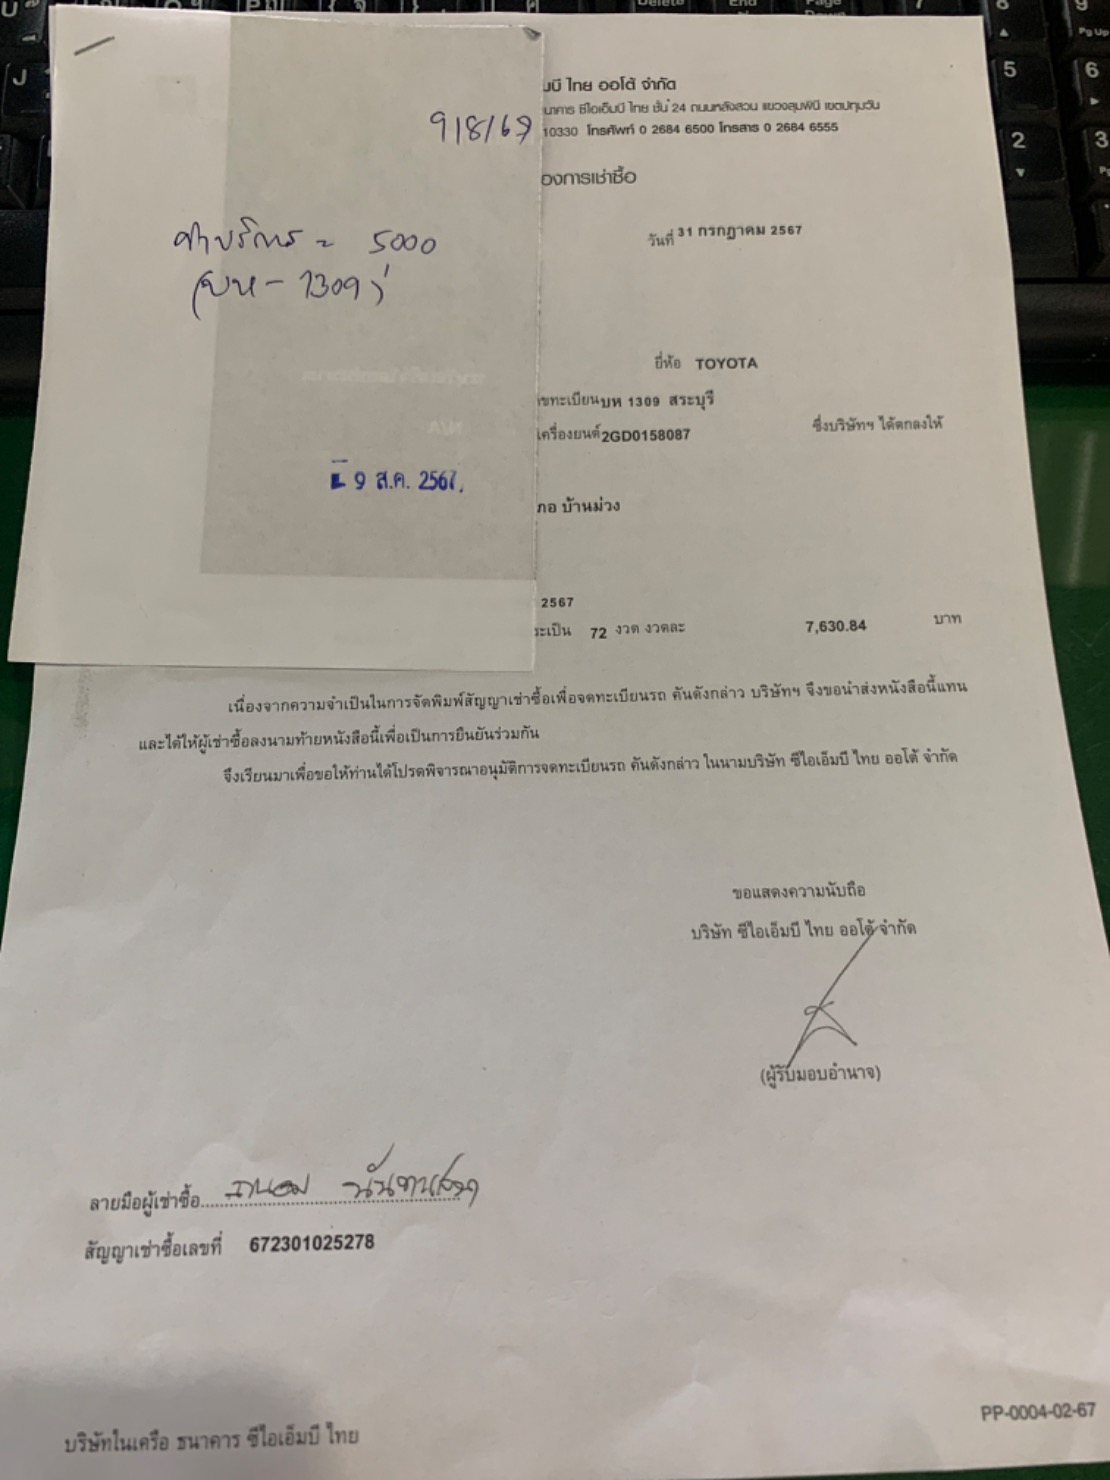 9/8/67
ค่าบริการ = 5000
(บห - 1309)
9 ส.ค. 2567
มบี ไทย ออโต้ จำกัด
นาคาร ซีไอเอ็มบี ไทย ชั้น 24 ถนนหลังสวน แขวงลุมพินี เขตปทุมวัน
10330 โทรศัพท์ 0 2684 6500 โทรสาร 0 2684 6555
องการเช่าซื้อ
วันที่ 31 กรกฎาคม 2567
ยี่ห้อ TOYOTA
ขทะเบียน บห 1309 สระบุรี
เครื่องยนต์ 2GD0158087 ซึ่งบริษัทฯ ได้ตกลงให้
ภอ บ้านม่วง
2567
ระเป็น 72 งวด งวดละ 7,630.84 บาท
เนื่องจากความจำเป็นในการจัดพิมพ์สัญญาเช่าซื้อเพื่อจดทะเบียนรถ คันดังกล่าว บริษัทฯ จึงขอนำส่งหนังสือนี้แทน
และได้ให้ผู้เช่าซื้อลงนามท้ายหนังสือนี้เพื่อเป็นการยืนยันร่วมกัน
จึงเรียนมาเพื่อขอให้ท่านได้โปรดพิจารณาอนุมัติการจดทะเบียนรถ คันดังกล่าว ในนามบริษัท ซีไอเอ็มบี ไทย ออโต้ จำกัด
ขอแสดงความนับถือ
บริษัท ซีไอเอ็มบี ไทย ออโต้ จำกัด
(ผู้รับมอบอำนาจ)
ลายมือผู้เช่าซื้อ
สัญญาเช่าซื้อเลขที่ 672301025278
บริษัทในเครือ ธนาคาร ซีไอเอ็มบี ไทย
PP-0004-02-67